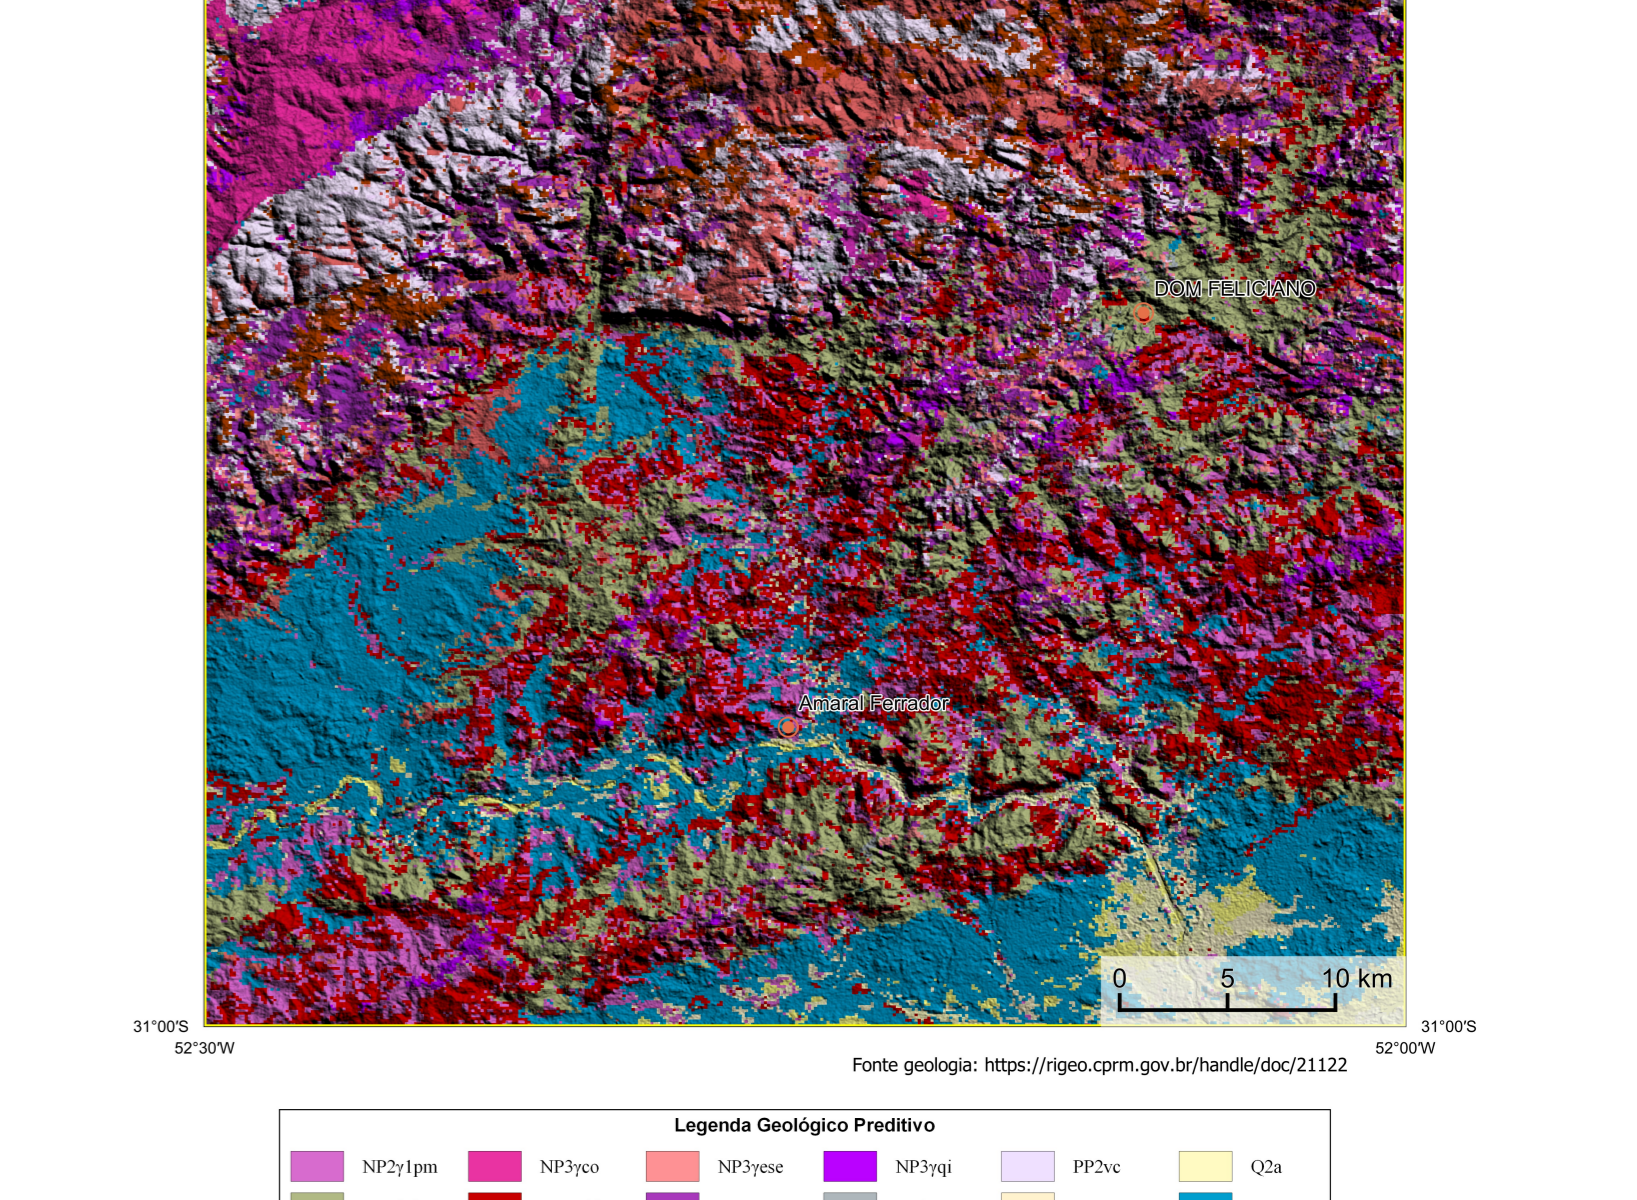 DOM FELICIANO
Amaral Ferrador
0 5 10 km
31°00'S 31°00'S
52°30'W 52°00'W
Fonte geologia: https://rigeo.cprm.gov.br/handle/doc/21122
Legenda Geológico Preditivo
NP2γ1pm NP3γco NP3γese NP3γqi PP2vc Q2a